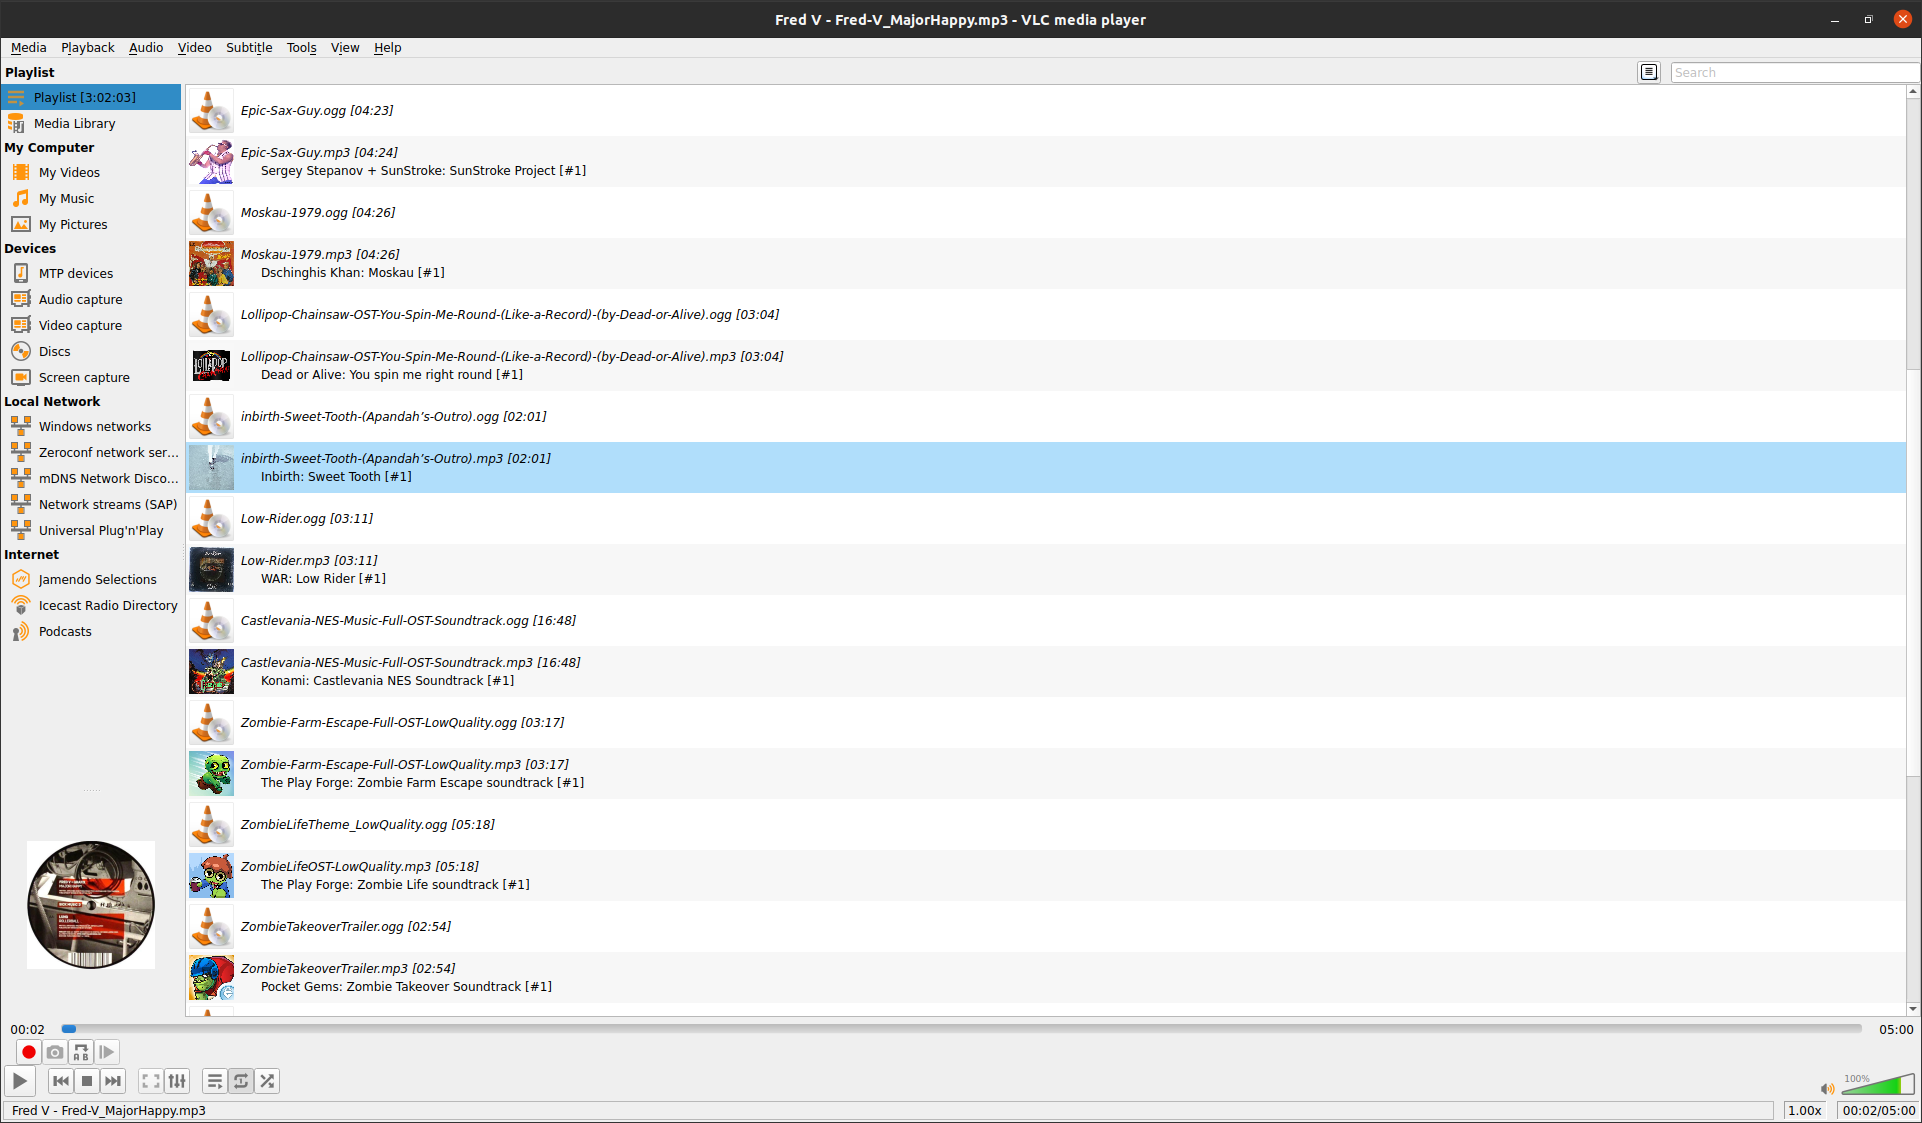 Fred V - Fred-V_MajorHappy.mp3 - VLC media player
Media Playback Audio Video Subtitle Tools View Help
Playlist
Search
Playlist [3:02:03]
Media Library
My Computer
My Videos
My Music
My Pictures
Devices
MTP devices
Audio capture
Video capture
Discs
Screen capture
Local Network
Windows networks
Zeroconf network ser...
mDNS Network Disco...
Network streams (SAP)
Universal Plug'n'Play
Internet
Jamendo Selections
Icecast Radio Directory
Podcasts
Epic-Sax-Guy.ogg [04:23]
Epic-Sax-Guy.mp3 [04:24]
Sergey Stepanov + SunStroke: SunStroke Project [#1]
Moskau-1979.ogg [04:26]
Moskau-1979.mp3 [04:26]
Dschinghis Khan: Moskau [#1]
Lollipop-Chainsaw-OST-You-Spin-Me-Round-(Like-a-Record)-(by-Dead-or-Alive).ogg [03:04]
Lollipop-Chainsaw-OST-You-Spin-Me-Round-(Like-a-Record)-(by-Dead-or-Alive).mp3 [03:04]
Dead or Alive: You spin me right round [#1]
inbirth-Sweet-Tooth-(Apandah’s-Outro).ogg [02:01]
inbirth-Sweet-Tooth-(Apandah’s-Outro).mp3 [02:01]
Inbirth: Sweet Tooth [#1]
Low-Rider.ogg [03:11]
Low-Rider.mp3 [03:11]
WAR: Low Rider [#1]
Castlevania-NES-Music-Full-OST-Soundtrack.ogg [16:48]
Castlevania-NES-Music-Full-OST-Soundtrack.mp3 [16:48]
Konami: Castlevania NES Soundtrack [#1]
Zombie-Farm-Escape-Full-OST-LowQuality.ogg [03:17]
Zombie-Farm-Escape-Full-OST-LowQuality.mp3 [03:17]
The Play Forge: Zombie Farm Escape soundtrack [#1]
ZombieLifeTheme_LowQuality.ogg [05:18]
ZombieLifeOST-LowQuality.mp3 [05:18]
The Play Forge: Zombie Life soundtrack [#1]
ZombieTakeoverTrailer.ogg [02:54]
ZombieTakeoverTrailer.mp3 [02:54]
Pocket Gems: Zombie Takeover Soundtrack [#1]
00:02
05:00
A B
100%
Fred V - Fred-V_MajorHappy.mp3
1.00x
00:02/05:00